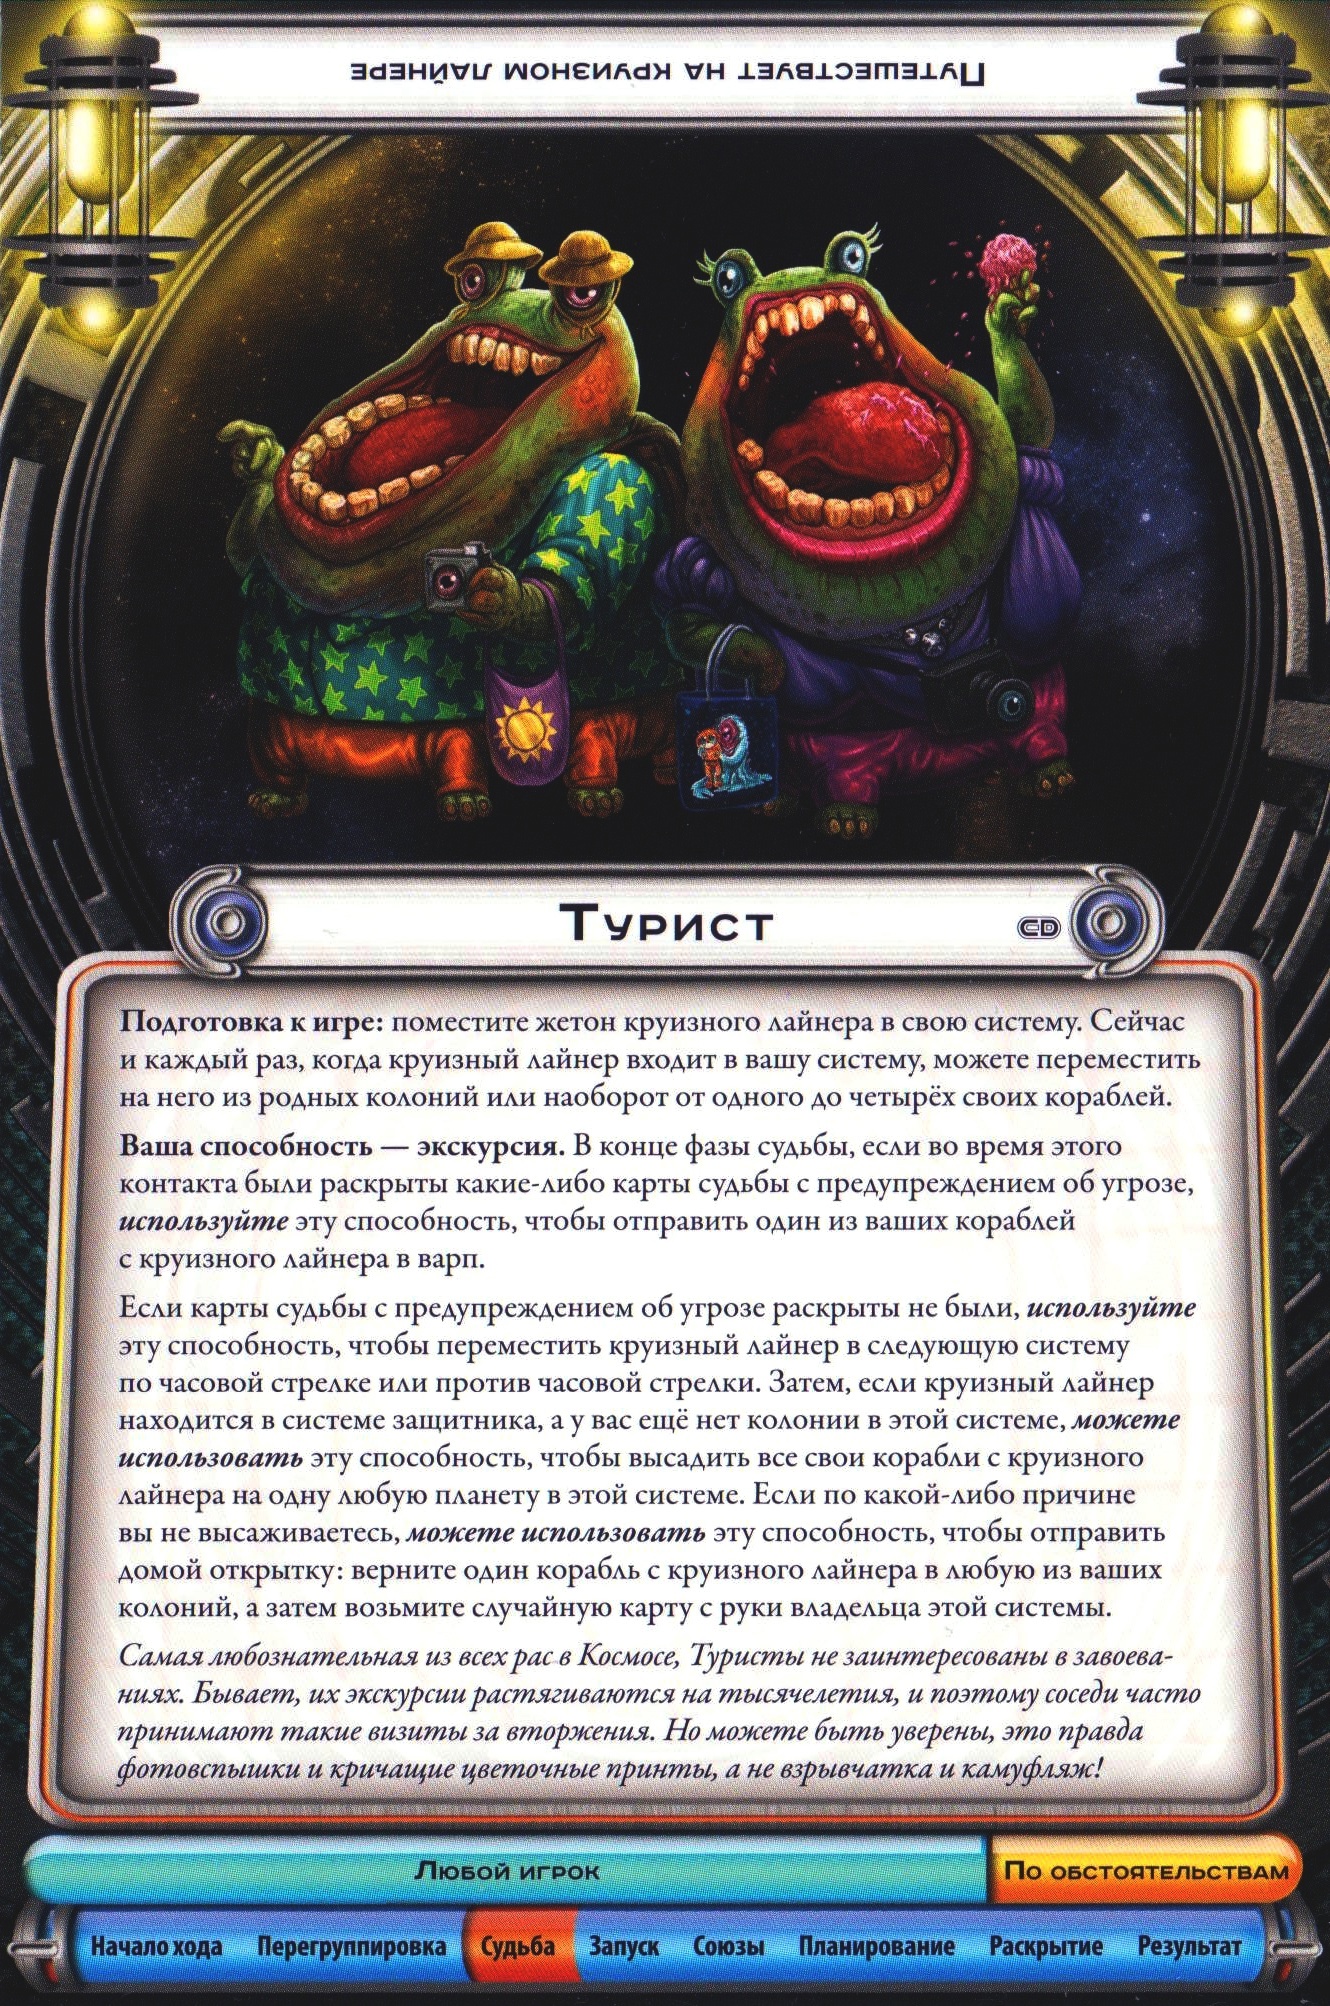 Путешествует на круизном лайнере
Турист
CD
Подготовка к игре: поместите жетон круизного лайнера в свою систему. Сейчас
и каждый раз, когда круизный лайнер входит в вашу систему, можете переместить
на него из родных колоний или наоборот от одного до четырёх своих кораблей.
Ваша способность — экскурсия. В конце фазы судьбы, если во время этого
контакта были раскрыты какие-либо карты судьбы с предупреждением об угрозе,
используйте эту способность, чтобы отправить один из ваших кораблей
с круизного лайнера в варп.
Если карты судьбы с предупреждением об угрозе раскрыты не были, используйте
эту способность, чтобы переместить круизный лайнер в следующую систему
по часовой стрелке или против часовой стрелки. Затем, если круизный лайнер
находится в системе защитника, а у вас ещё нет колонии в этой системе, можете
использовать эту способность, чтобы высадить все свои корабли с круизного
лайнера на одну любую планету в этой системе. Если по какой-либо причине
вы не высаживаетесь, можете использовать эту способность, чтобы отправить
домой открытку: верните один корабль с круизного лайнера в любую из ваших
колоний, а затем возьмите случайную карту с руки владельца этой системы.
Самая любознательная из всех рас в Космосе, Туристы не заинтересованы в завоева-
ниях. Бывает, их экскурсии растягиваются на тысячелетия, и поэтому соседи часто
принимают такие визиты за вторжения. Но можете быть уверены, это правда
фотовспышки и кричащие цветочные принты, а не взрывчатка и камуфляж!
Любой игрок По обстоятельствам
Начало хода Перегруппировка Судьба Запуск Союзы Планирование Раскрытие Результат